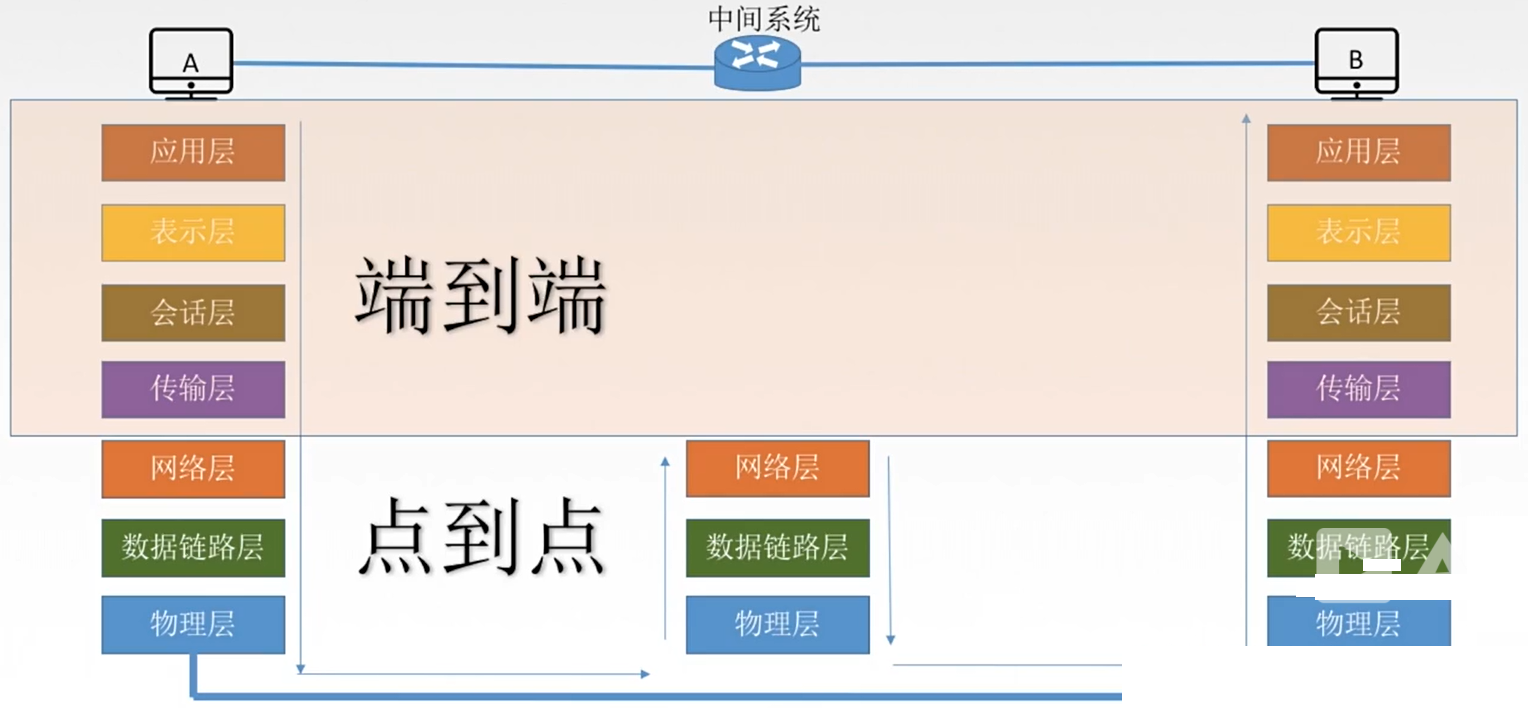 中间系统
A
B
应用层
应用层
表示层
表示层
端到端
会话层
会话层
传输层
传输层
网络层
网络层
网络层
点到点
数据链路层
数据链路层
数据链路层
物理层
物理层
物理层